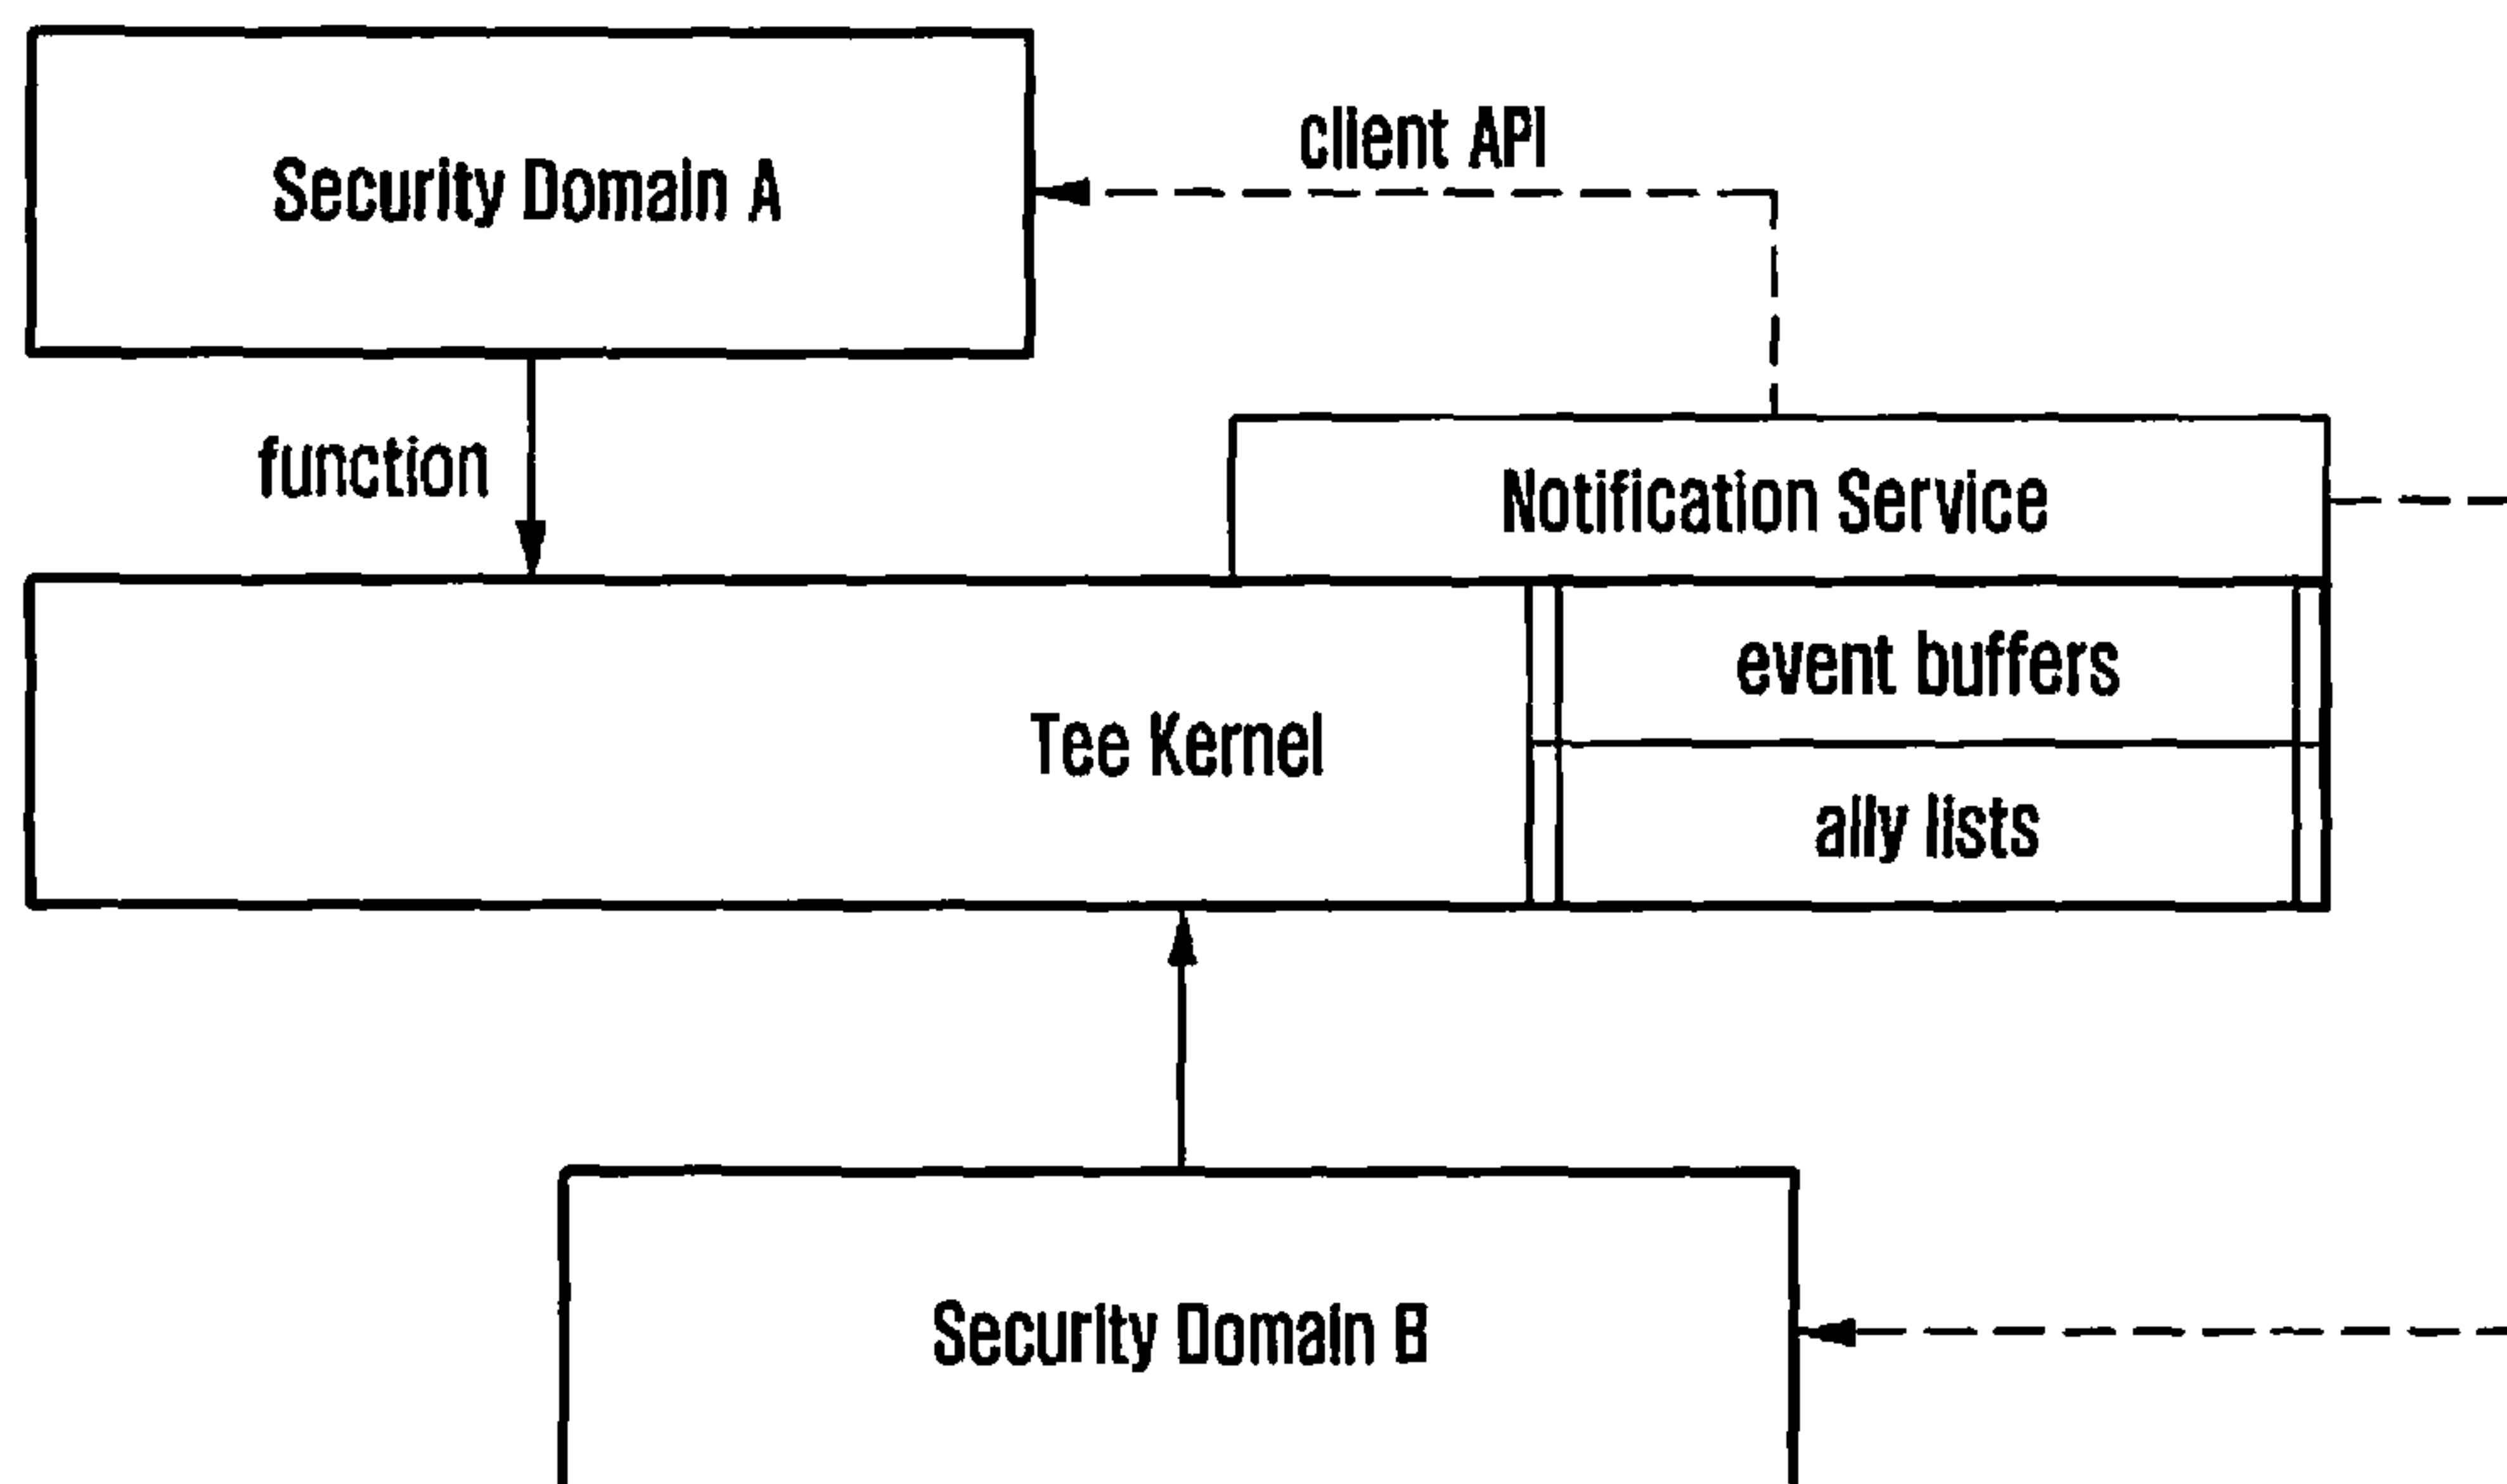 client API
Security Domain A
function
Notification Service
event buffers
Tee Kernel
ally lists
Security Domain B